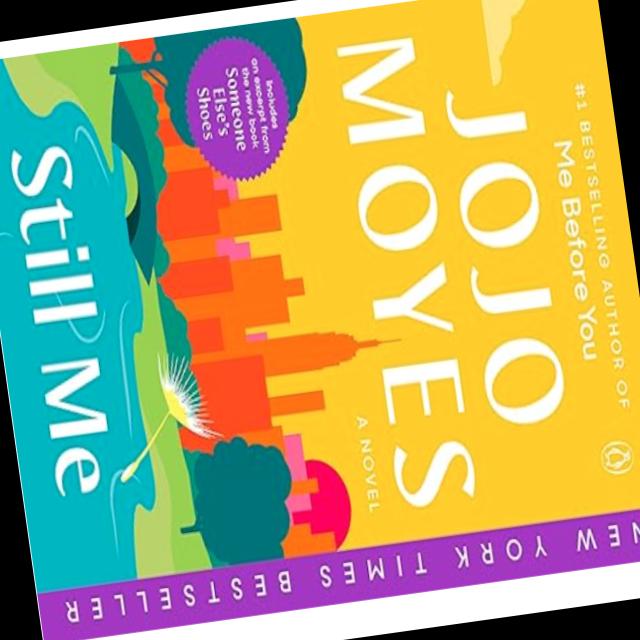 #1 BESTSELLING AUTHOR OF
Me Before You
JOJO
MOYES
A NOVEL
Includes
an excerpt from
the new book
Someone
Else's
Shoes
Still Me
NEW YORK TIMES BESTSELLER